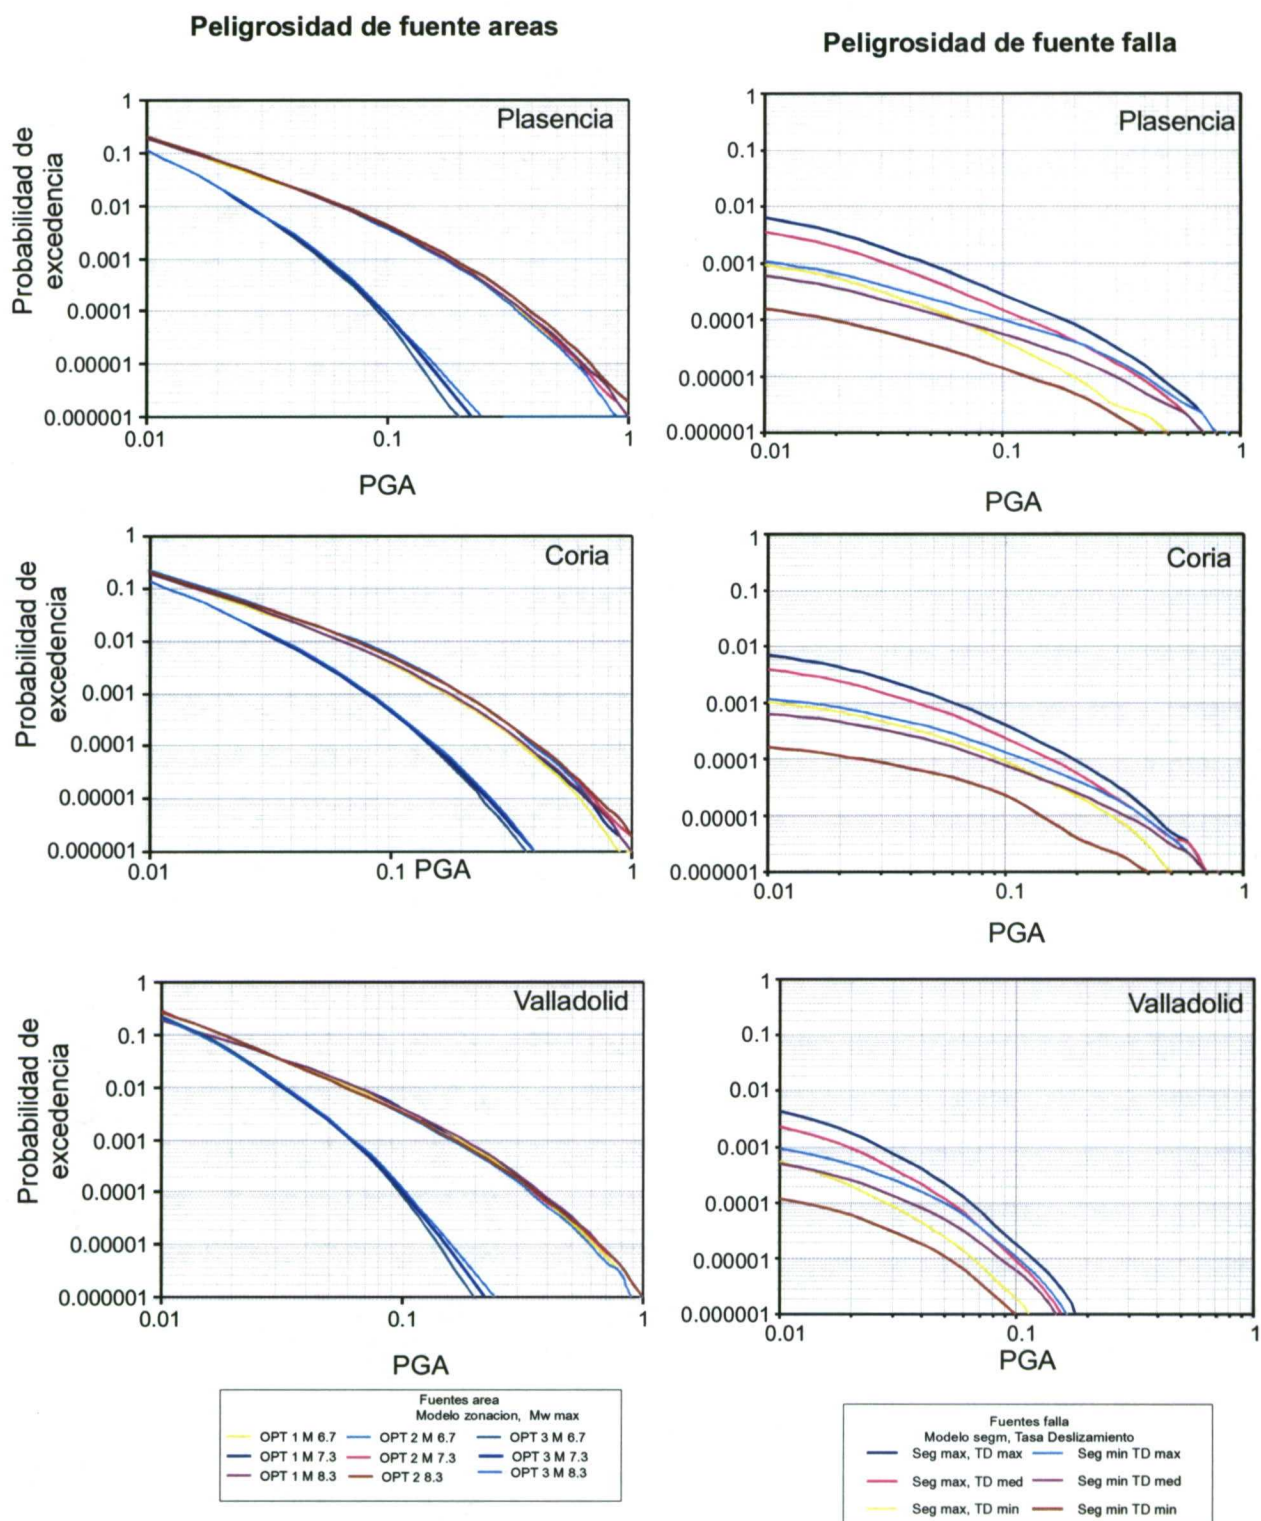 Peligrosidad de fuente areas
Peligrosidad de fuente falla
Probabilidad de
excedencia
1
0.1
0.01
0.001
0.0001
0.00001
0.000001
Plasencia
0.01
0.1
1
PGA
1
0.1
0.01
0.001
0.0001
0.00001
0.000001
Plasencia
0.01
0.1
1
PGA
Probabilidad de
excedencia
1
0.1
0.01
0.001
0.0001
0.00001
0.000001
Coria
0.01
0.1
PGA
1
1
0.1
0.01
0.001
0.0001
0.00001
0.000001
Coria
0.01
0.1
1
PGA
Probabilidad de
excedencia
1
0.1
0.01
0.001
0.0001
0.00001
0.000001
Valladolid
0.01
0.1
1
PGA
1
0.1
0.01
0.001
0.0001
0.00001
0.000001
Valladolid
0.01
0.1
1
PGA
Fuentes area
Modelo zonacion, Mw max
OPT 1 M 6.7 OPT 2 M 6.7 OPT 3 M 6.7
OPT 1 M 7.3 OPT 2 M 7.3 OPT 3 M 7.3
OPT 1 M 8.3 OPT 2 8.3 OPT 3 M 8.3
Fuentes falla
Modelo segm, Tasa Deslizamiento
Seg max, TD max Seg min TD max
Seg max, TD med Seg min TD med
Seg max, TD min Seg min TD min